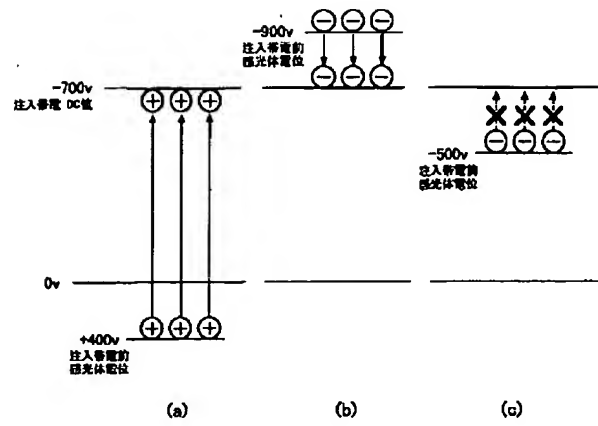 -900v
注入帯電前
感光体電位
-700v
注入帯電 DC値
-500v
注入帯電前
感光体電位
0v
+400v
注入帯電前
感光体電位
(a)
(b)
(c)